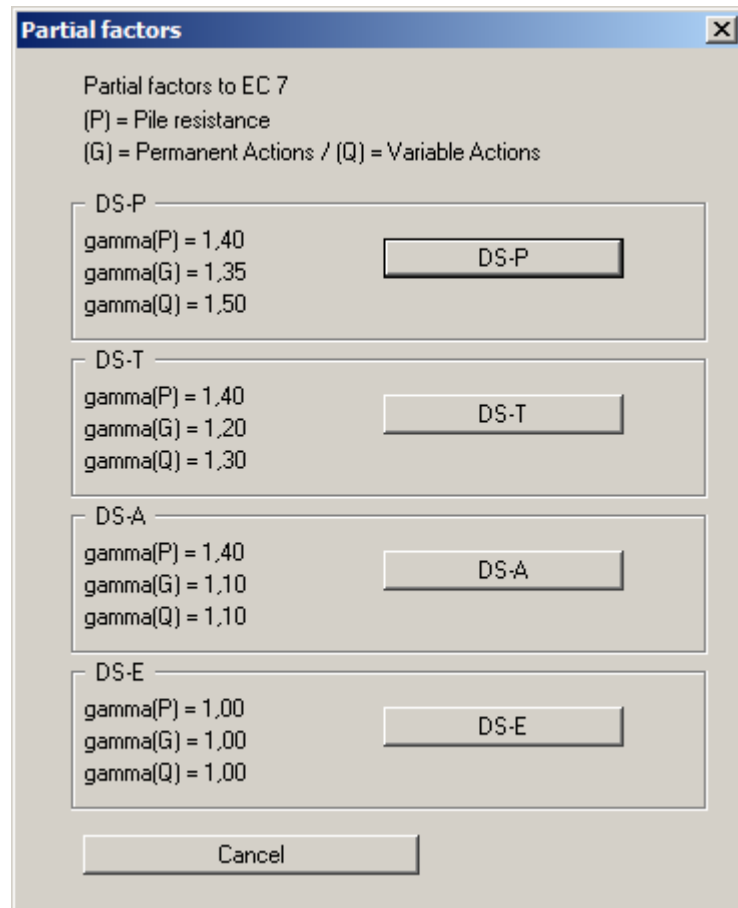 Partial factors
Partial factors to EC 7
(P) = Pile resistance
(G) = Permanent Actions / (Q) = Variable Actions
DS-P
gamma(P) = 1,40
gamma(G) = 1,35
gamma(Q) = 1,50
DS-P
DS-T
gamma(P) = 1,40
gamma(G) = 1,20
gamma(Q) = 1,30
DS-T
DS-A
gamma(P) = 1,40
gamma(G) = 1,10
gamma(Q) = 1,10
DS-A
DS-E
gamma(P) = 1,00
gamma(G) = 1,00
gamma(Q) = 1,00
DS-E
Cancel